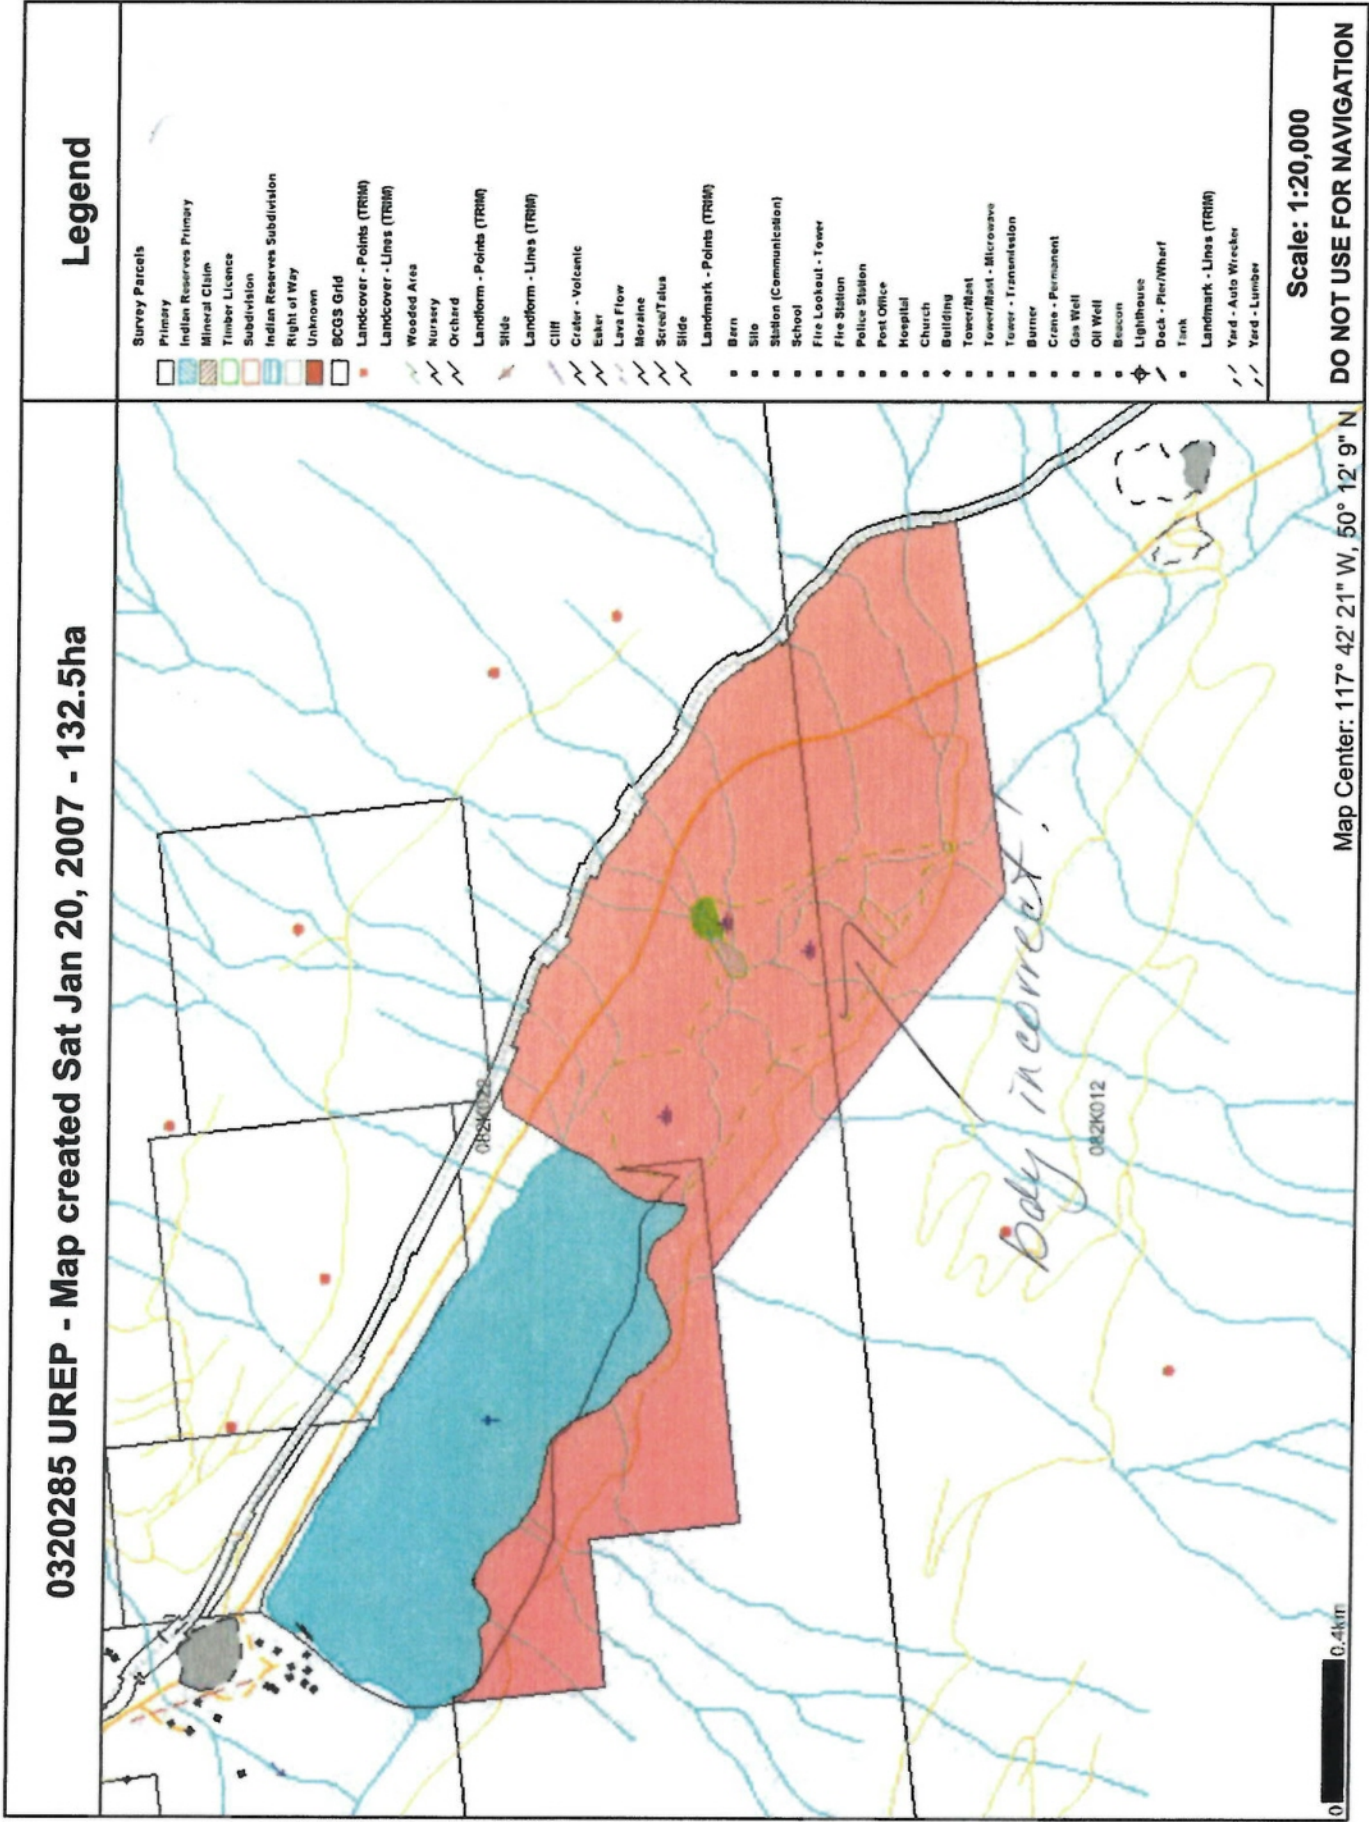 0320285 UREP - Map created Sat Jan 20, 2007 - 132.5ha
082K022
082K012
bdy incorrect!
0 0.4km
Map Center: 117° 42' 21" W, 50° 12' 9" N
Legend
Survey Parcels
Primary
Indian Reserves Primary
Mineral Claim
Timber Licence
Subdivision
Indian Reserves Subdivision
Right of Way
Unknown
BCGS Grid
Landcover - Points (TRIM)
Landcover - Lines (TRIM)
Wooded Area
Nursery
Orchard
Landform - Points (TRIM)
Slide
Landform - Lines (TRIM)
Cliff
Crater - Volcanic
Esker
Lava Flow
Moraine
Scree/Talus
Slide
Landmark - Points (TRIM)
Barn
Silo
Station (Communication)
School
Fire Lookout - Tower
Fire Station
Police Station
Post Office
Hospital
Church
Building
Tower/Mast
Tower/Mast - Microwave
Tower - Transmission
Burner
Crane - Permanent
Gas Well
Oil Well
Beacon
Lighthouse
Dock - Pier/Wharf
Tank
Landmark - Lines (TRIM)
Yard - Auto Wrecker
Yard - Lumber
Scale: 1:20,000
DO NOT USE FOR NAVIGATION